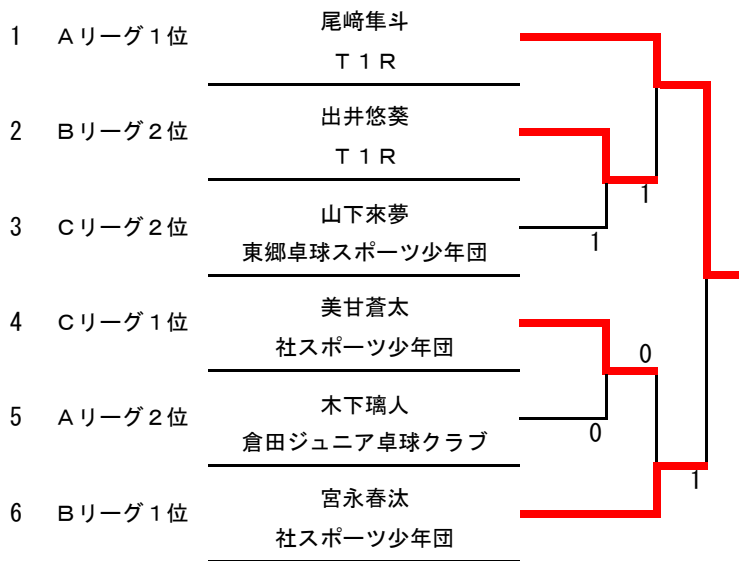 1 Aリーグ1位 尾﨑隼斗
T1R
2 Bリーグ2位 出井悠葵
T1R
1
3 Cリーグ2位 山下來夢
1
東郷卓球スポーツ少年団
4 Cリーグ1位 美甘蒼太
社スポーツ少年団
0
5 Aリーグ2位 木下璃人
0
倉田ジュニア卓球クラブ
1
6 Bリーグ1位 宮永春汰
社スポーツ少年団